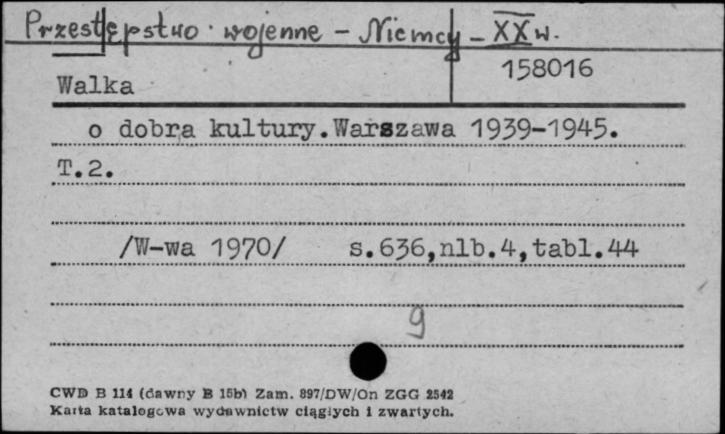 Przestępstwo wojenne - Niemcy - XX w.
158016
Walka
o dobra kultury. Warszawa 1939-1945.
T.2.
/W-wa 1970/ s.636,nlb.4,tabl.44
9
CWD B 114 (dawny B 15b) Zam. 897/DW/On ZGG 2542
Karta katalogowa wydawnictw ciągłych i zwartych.